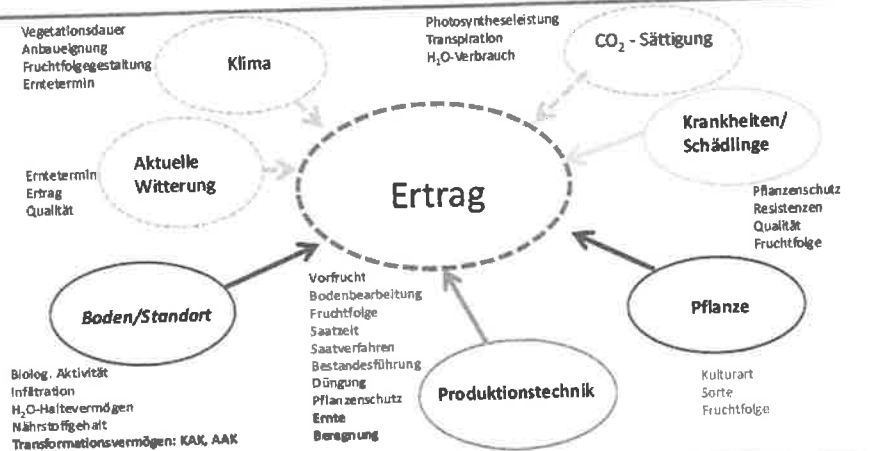 Vegetationsdauer
Anbaueignung
Fruchtfolgegestaltung
Erntetermin
Klima
Photosyntheseleistung
Transpiration
H₂O-Verbrauch
CO₂ - Sättigung
Krankheiten/
Schädlinge
Pflanzenschutz
Resistenzen
Qualität
Fruchtfolge
Erntetermin
Ertrag
Qualität
Aktuelle
Witterung
Ertrag
Boden/Standort
Biolog. Aktivität
Infiltration
H₂O-Haltevermögen
Nährstoffgehalt
Transformationsvermögen: KAK, AAK
Vorfrucht
Bodenbearbeitung
Fruchtfolge
Saatzeit
Saatverfahren
Bestandesführung
Düngung
Pflanzenschutz
Ernte
Beregnung
Produktionstechnik
Pflanze
Kulturart
Sorte
Fruchtfolge